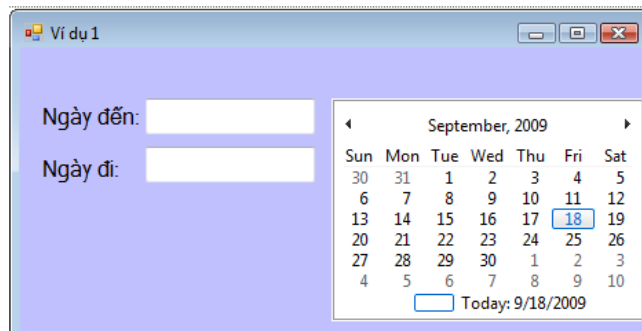 Ví dụ 1
Ngày đến:
Ngày đi:
September, 2009
Sun Mon Tue Wed Thu Fri Sat
30 31 1 2 3 4 5
6 7 8 9 10 11 12
13 14 15 16 17 18 19
20 21 22 23 24 25 26
27 28 29 30 1 2 3
4 5 6 7 8 9 10
Today: 9/18/2009